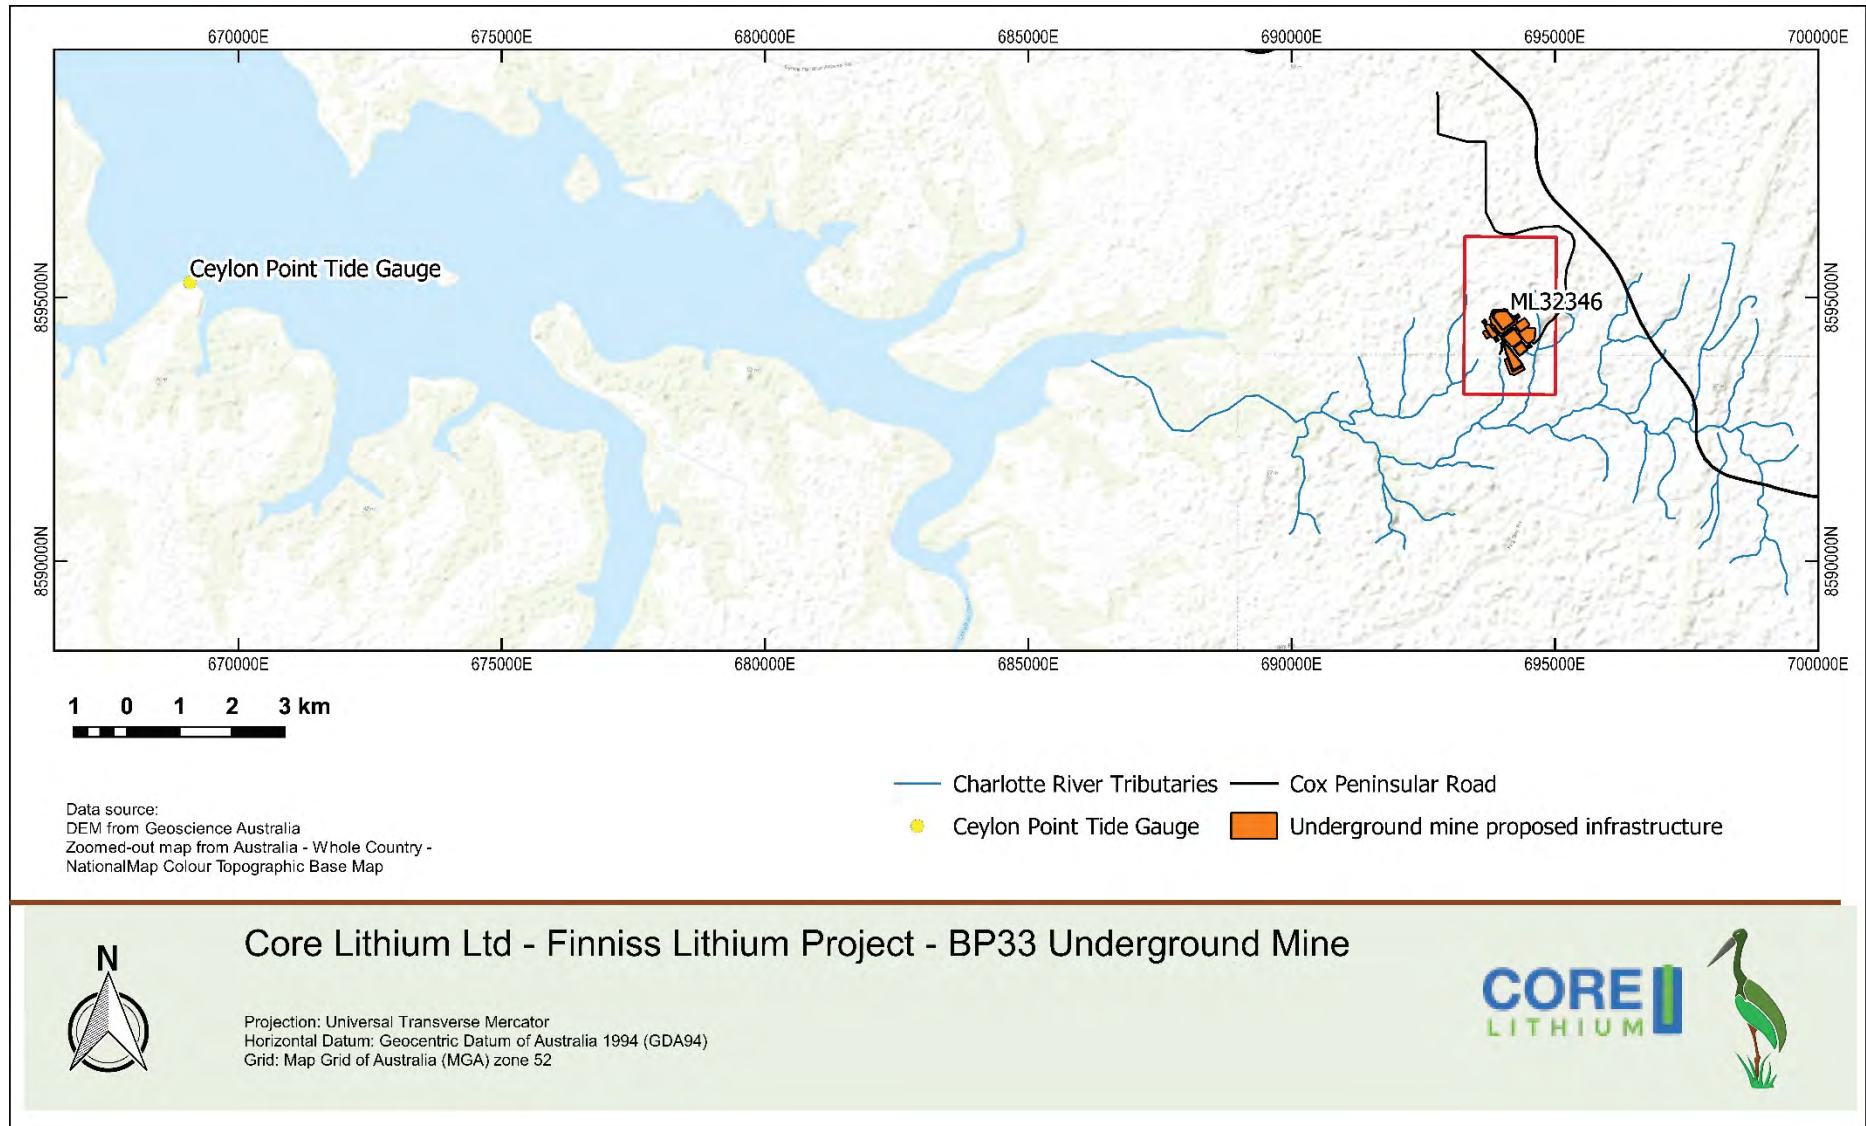 670000E 675000E 680000E 685000E 690000E 695000E 700000E
Ceylon Point Tide Gauge
8595000N
8595000N
ML32346
8590000N
8590000N
670000E 675000E 680000E 685000E 690000E 695000E 700000E
1 0 1 2 3 km
Charlotte River Tributaries
Cox Peninsular Road
Ceylon Point Tide Gauge
Underground mine proposed infrastructure
Data source:
DEM from Geoscience Australia
Zoomed-out map from Australia - Whole Country -
NationalMap Colour Topographic Base Map
N
Core Lithium Ltd - Finniss Lithium Project - BP33 Underground Mine
Projection: Universal Transverse Mercator
Horizontal Datum: Geocentric Datum of Australia 1994 (GDA94)
Grid: Map Grid of Australia (MGA) zone 52
CORE
LITHIUM